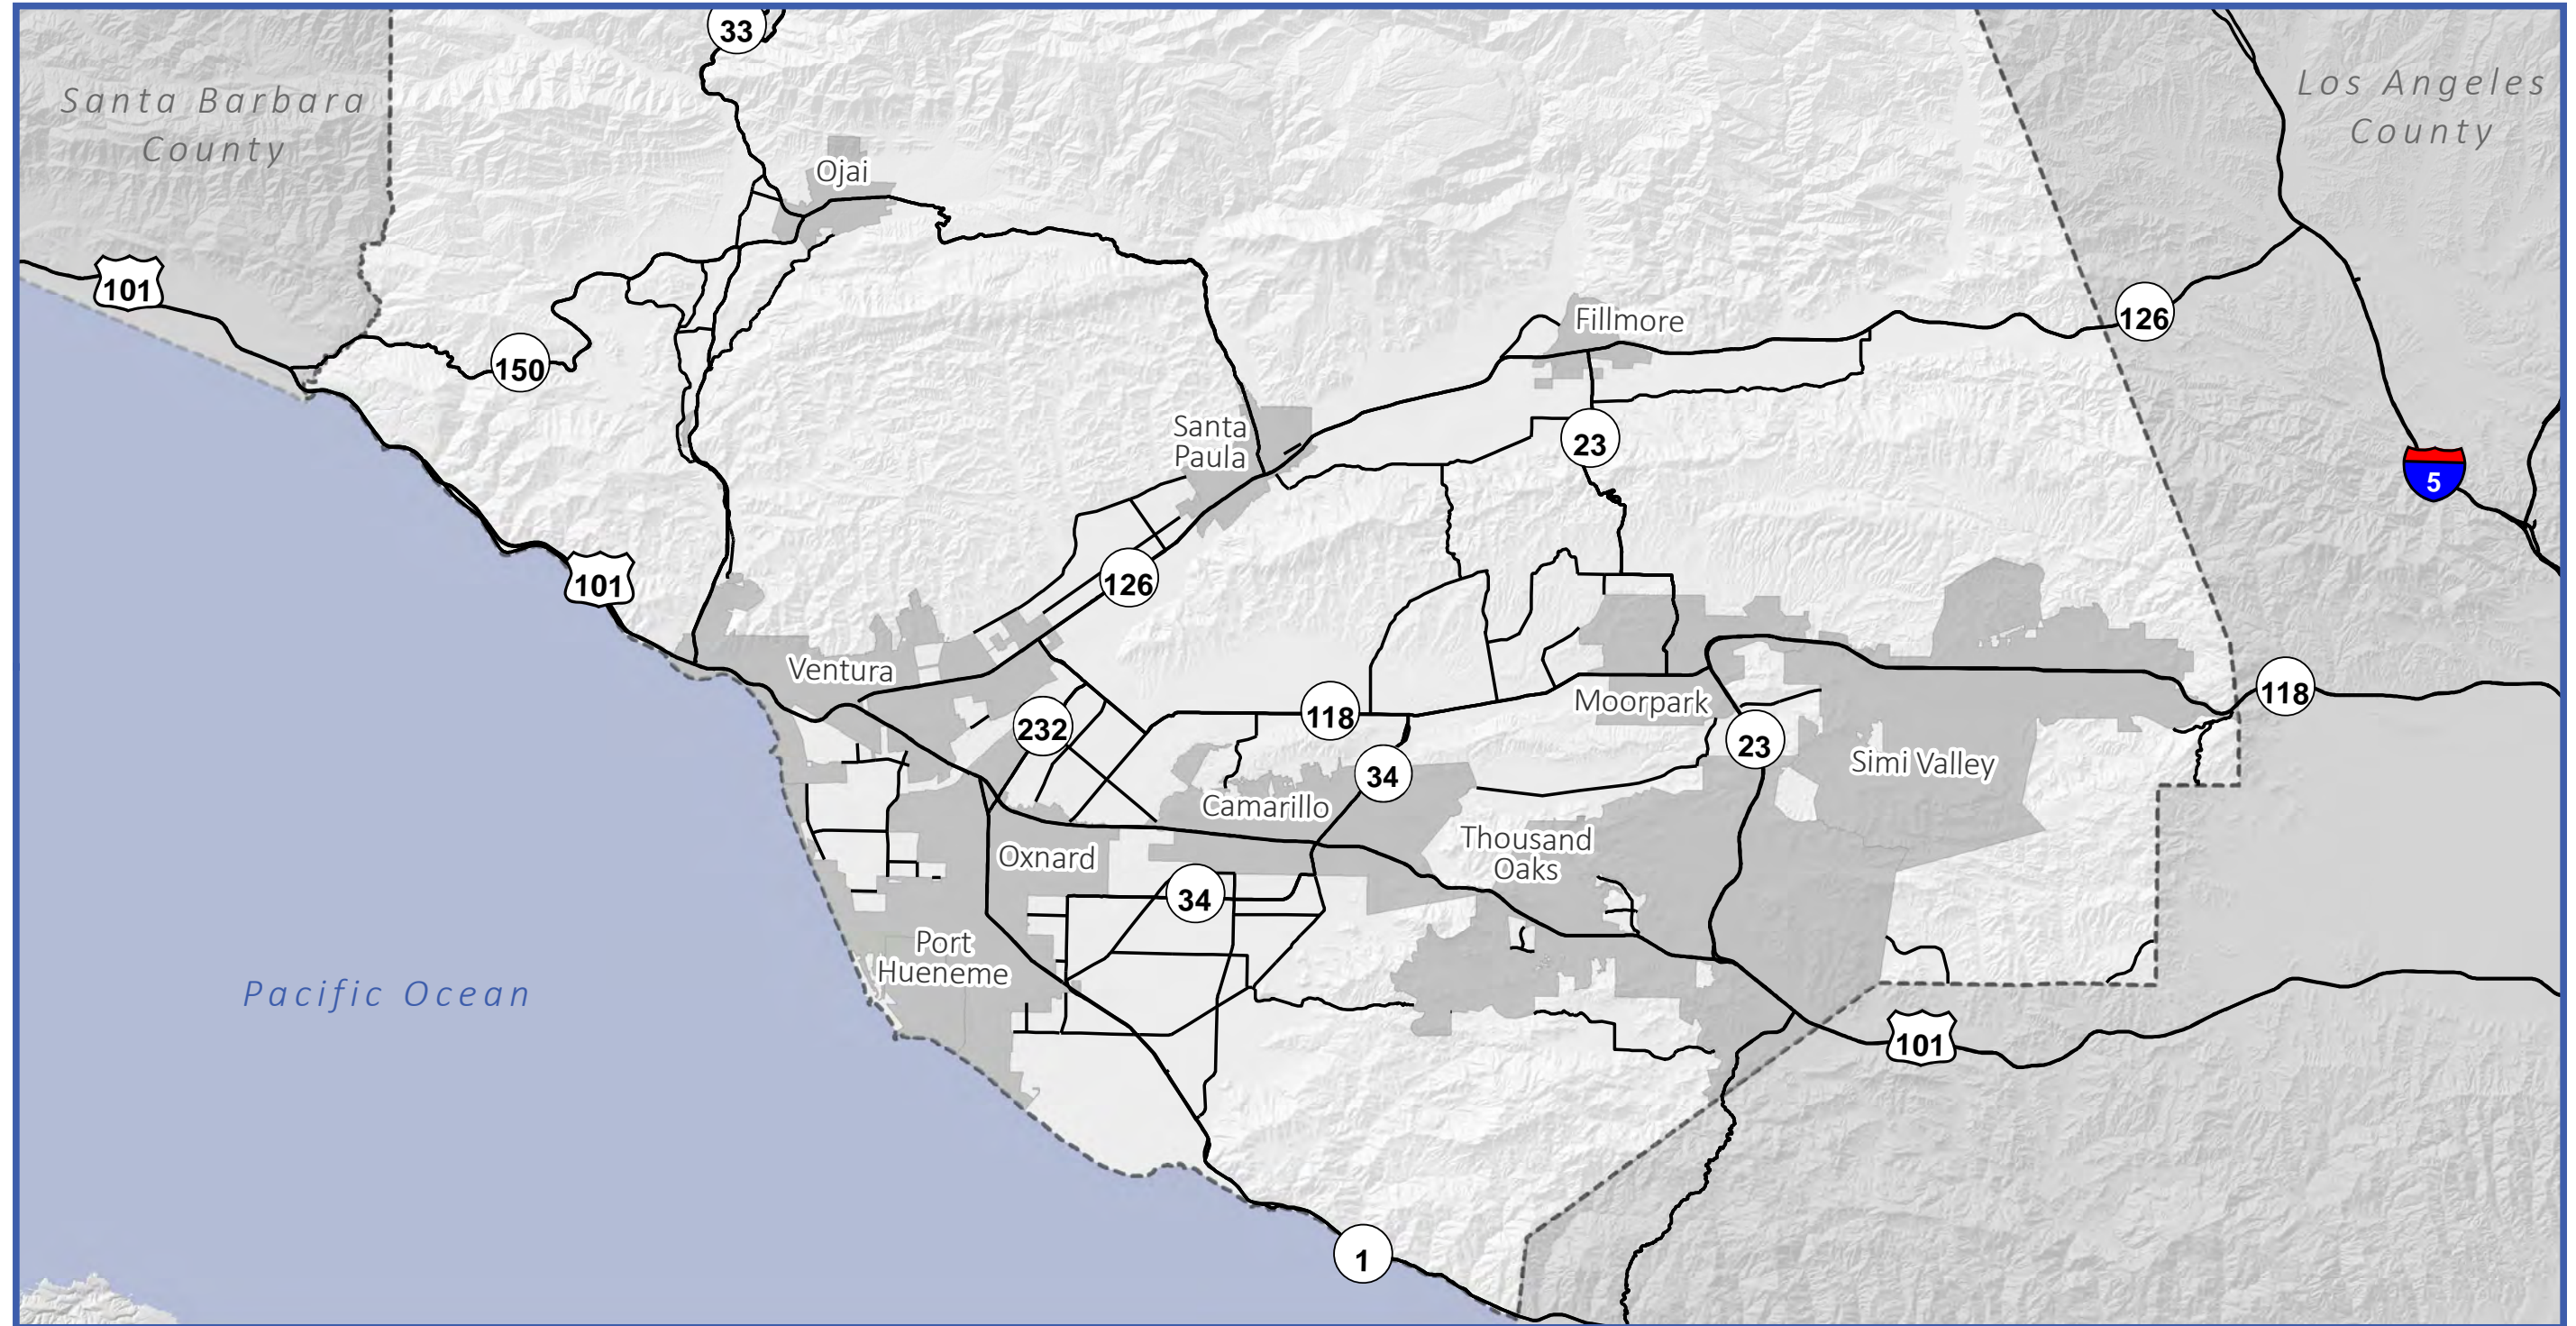 33
Santa Barbara
County
Los Angeles
County
Ojai
101
126
Fillmore
150
Santa
Paula
23
5
101
126
Ventura
118
Moorpark
118
232
23
34
Simi Valley
Camarillo
Thousand
Oaks
Oxnard
34
Port
Hueneme
Pacific Ocean
101
1